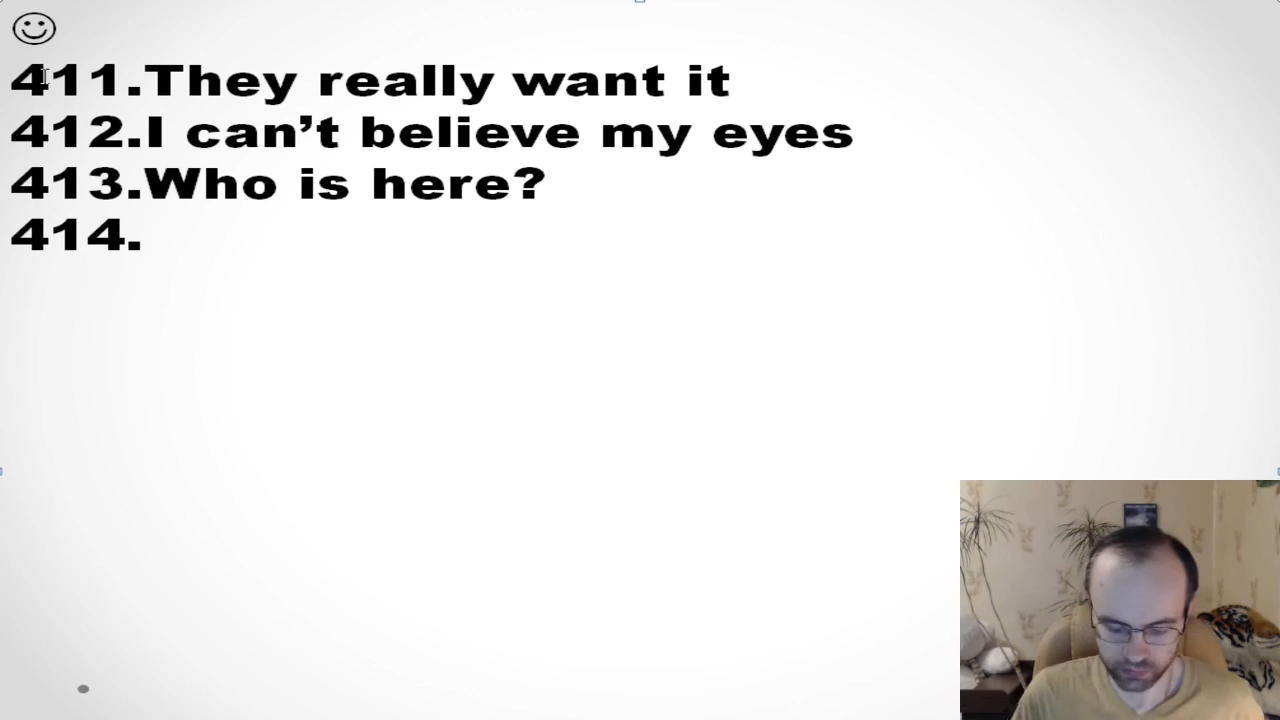 411.They really want it
412.I can’t believe my eyes
413.Who is here?
414.